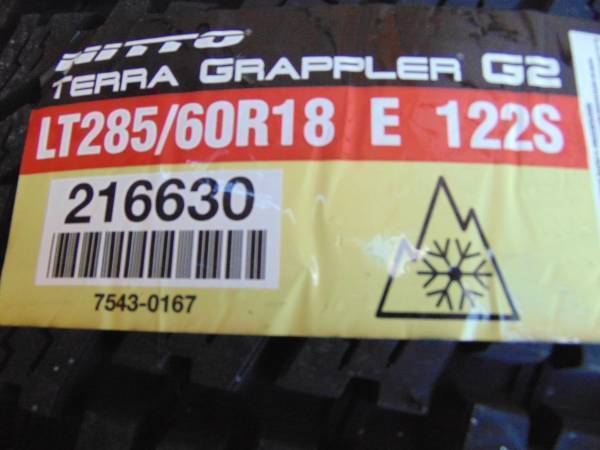 NITTO
TERRA GRAPPLER G2
LT285/60R18 E 122S
216630
7543-0167